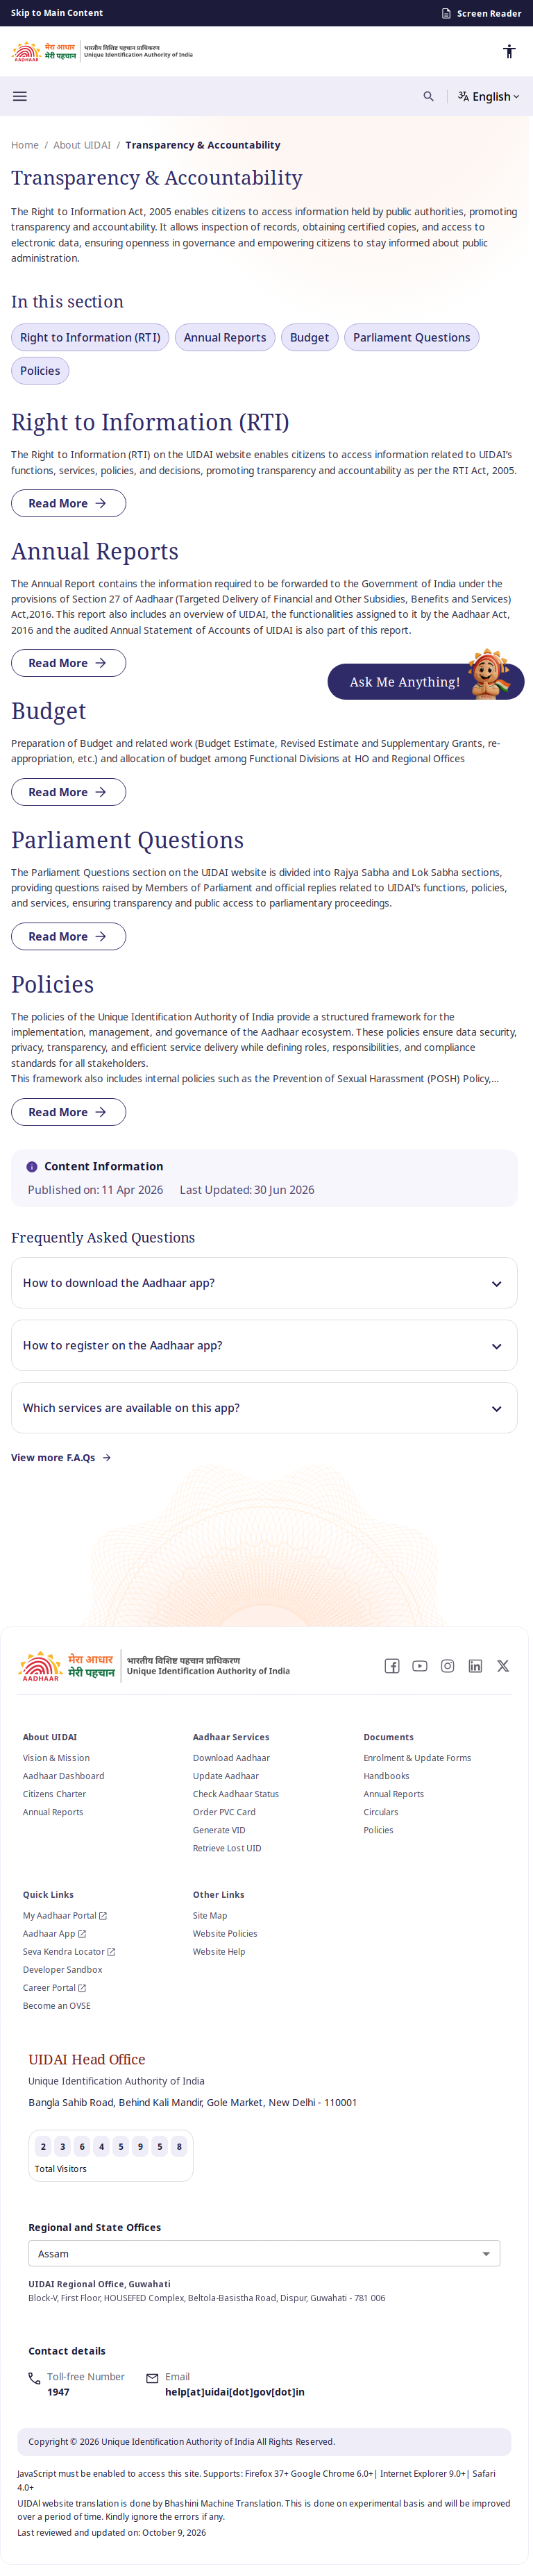 Skip to Main Content
Screen Reader
मेरा आधार
मेरी पहचान
AADHAAR
भारतीय विशिष्ट पहचान प्राधिकरण
Unique Identification Authority of India
English
Home / About UIDAI / Transparency & Accountability
Transparency & Accountability
The Right to Information Act, 2005 enables citizens to access information held by public authorities, promoting
transparency and accountability. It allows inspection of records, obtaining certified copies, and access to
electronic data, ensuring openness in governance and empowering citizens to stay informed about public
administration.
In this section
Right to Information (RTI)
Annual Reports
Budget
Parliament Questions
Policies
Right to Information (RTI)
The Right to Information (RTI) on the UIDAI website enables citizens to access information related to UIDAI's
functions, services, policies, and decisions, promoting transparency and accountability as per the RTI Act, 2005.
Read More
Annual Reports
The Annual Report contains the information required to be forwarded to the Government of India under the
provisions of Section 27 of Aadhaar (Targeted Delivery of Financial and Other Subsidies, Benefits and Services)
Act,2016. This report also includes an overview of UIDAI, the functionalities assigned to it by the Aadhaar Act,
2016 and the audited Annual Statement of Accounts of UIDAI is also part of this report.
Read More
Ask Me Anything!
Budget
Preparation of Budget and related work (Budget Estimate, Revised Estimate and Supplementary Grants, re-
appropriation, etc.) and allocation of budget among Functional Divisions at HO and Regional Offices
Read More
Parliament Questions
The Parliament Questions section on the UIDAI website is divided into Rajya Sabha and Lok Sabha sections,
providing questions raised by Members of Parliament and official replies related to UIDAI's functions, policies,
and services, ensuring transparency and public access to parliamentary proceedings.
Read More
Policies
The policies of the Unique Identification Authority of India provide a structured framework for the
implementation, management, and governance of the Aadhaar ecosystem. These policies ensure data security,
privacy, transparency, and efficient service delivery while defining roles, responsibilities, and compliance
standards for all stakeholders.
This framework also includes internal policies such as the Prevention of Sexual Harassment (POSH) Policy,...
Read More
Content Information
Published on: 11 Apr 2026 Last Updated: 30 Jun 2026
Frequently Asked Questions
How to download the Aadhaar app?
How to register on the Aadhaar app?
Which services are available on this app?
View more F.A.Qs
AADHAAR
मेरा आधार
मेरी पहचान
भारतीय विशिष्ट पहचान प्राधिकरण
Unique Identification Authority of India
About UIDAI
Vision & Mission
Aadhaar Dashboard
Citizens Charter
Annual Reports
Aadhaar Services
Download Aadhaar
Update Aadhaar
Check Aadhaar Status
Order PVC Card
Generate VID
Retrieve Lost UID
Documents
Enrolment & Update Forms
Handbooks
Annual Reports
Circulars
Policies
Quick Links
My Aadhaar Portal
Aadhaar App
Seva Kendra Locator
Developer Sandbox
Career Portal
Become an OVSE
Other Links
Site Map
Website Policies
Website Help
UIDAI Head Office
Unique Identification Authority of India
Bangla Sahib Road, Behind Kali Mandir, Gole Market, New Delhi - 110001
2 3 6 4 5 9 5 8
Total Visitors
Regional and State Offices
Assam
UIDAI Regional Office, Guwahati
Block-V, First Floor, HOUSEFED Complex, Beltola-Basistha Road, Dispur, Guwahati - 781 006
Contact details
Toll-free Number
1947
Email
help[at]uidai[dot]gov[dot]in
Copyright © 2026 Unique Identification Authority of India All Rights Reserved.
JavaScript must be enabled to access this site. Supports: Firefox 37+ Google Chrome 6.0+| Internet Explorer 9.0+| Safari
4.0+
UIDAI website translation is done by Bhashini Machine Translation. This is done on experimental basis and will be improved
over a period of time. Kindly ignore the errors if any.
Last reviewed and updated on: October 9, 2026